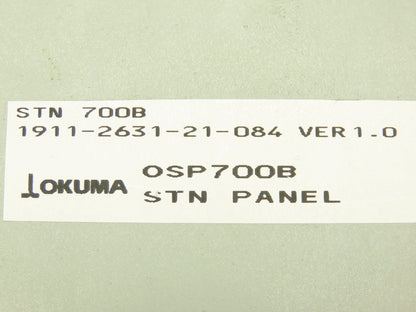 STN 700B
1911-2631-21-084 VER1.0
OKUMA
OSP700B
STN PANEL